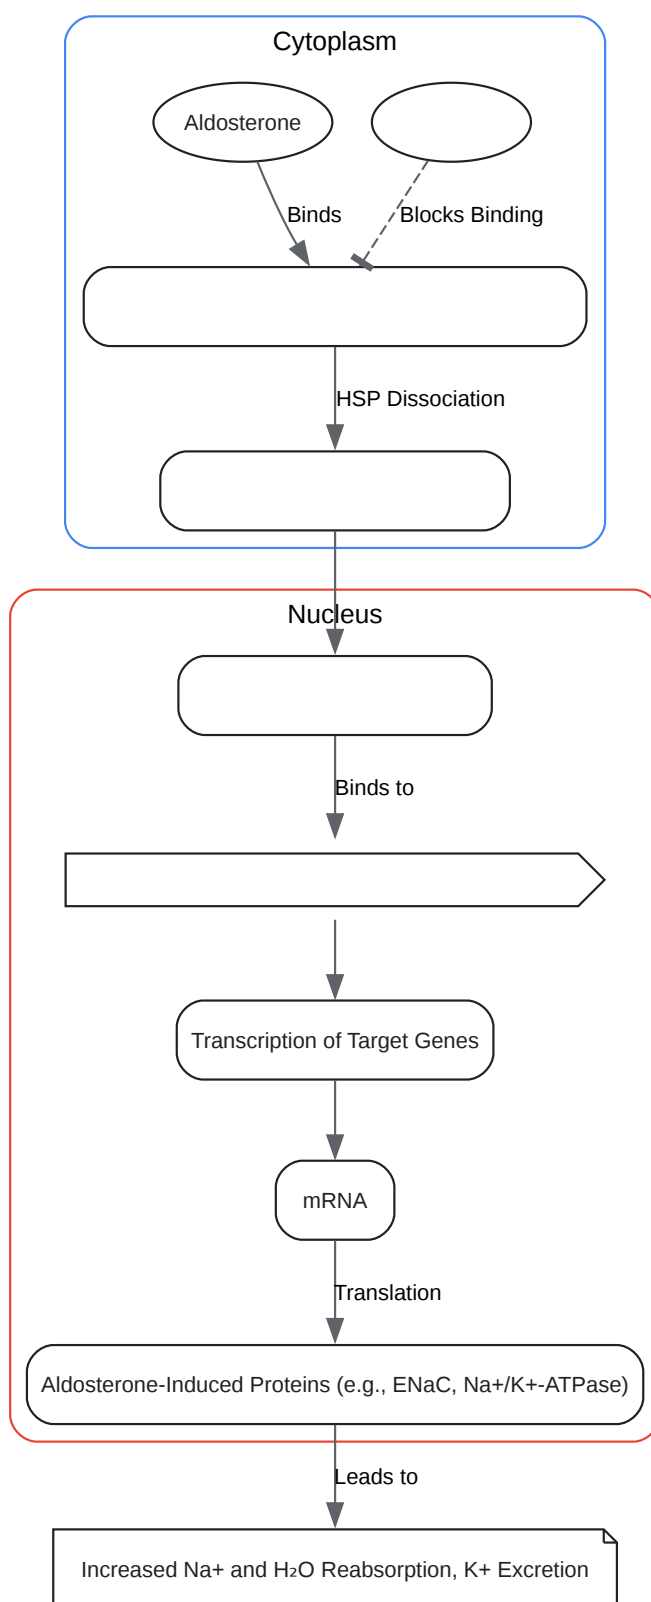 Cytoplasm
Aldosterone
Binds
Blocks Binding
HSP Dissociation
Nucleus
Binds to
Transcription of Target Genes
mRNA
Translation
Aldosterone-Induced Proteins (e.g., ENaC, Na+/K+-ATPase)
Leads to
Increased Na+ and H₂O Reabsorption, K+ Excretion